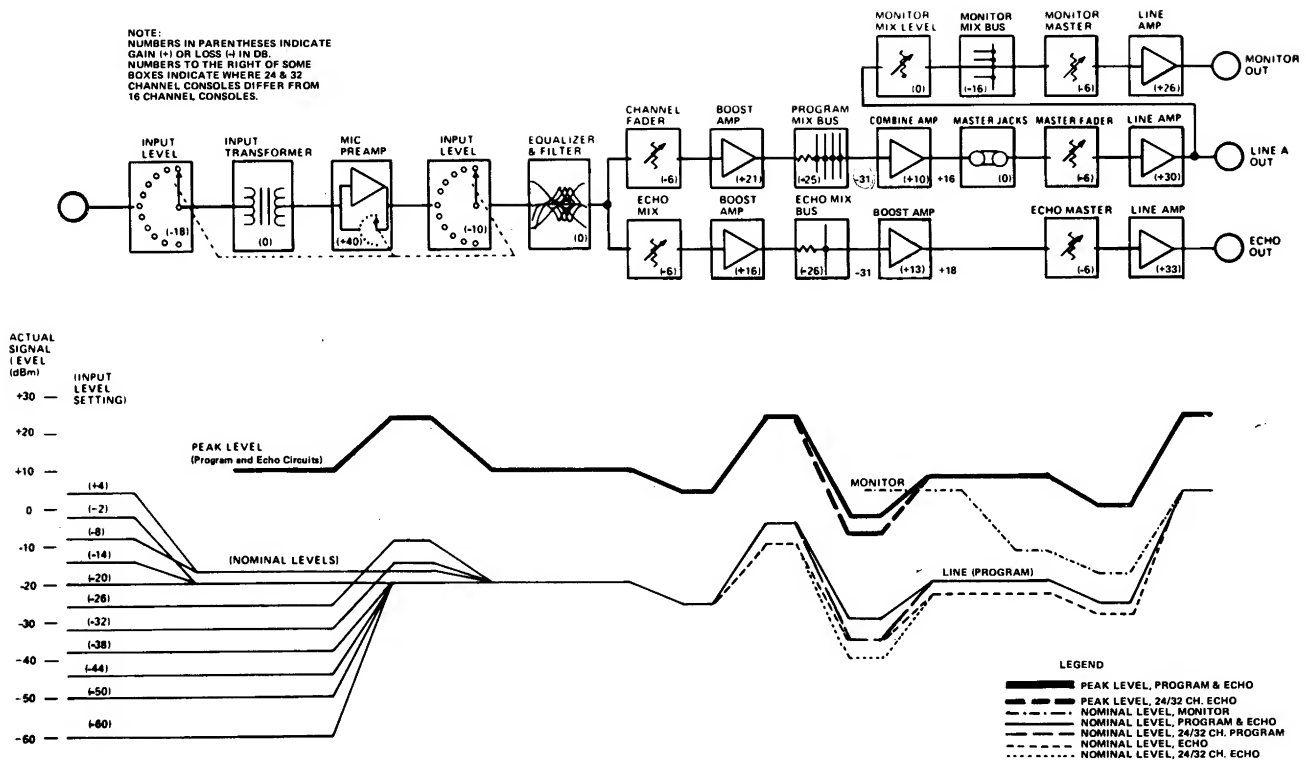 NOTE:
NUMBERS IN PARENTHESES INDICATE
GAIN (+) OR LOSS (-) IN DB.
NUMBERS TO THE RIGHT OF SOME
BOXES INDICATE WHERE 24 & 32
CHANNEL CONSOLES DIFFER FROM
16 CHANNEL CONSOLES.
MONITOR
MIX LEVEL
(0)
MONITOR
MIX BUS
(-16)
MONITOR
MASTER
(-6)
LINE
AMP
(+26)
MONITOR
OUT
INPUT
LEVEL
(-18)
INPUT
TRANSFORMER
(0)
MIC
PREAMP
(+40)
INPUT
LEVEL
(-10)
EQUALIZER
& FILTER
(0)
CHANNEL
FADER
(-6)
BOOST
AMP
(+21)
PROGRAM
MIX BUS
(-25)
-31
COMBINE AMP
(+10)
+16
MASTER JACKS
(0)
MASTER FADER
(-6)
LINE AMP
(+30)
LINE A
OUT
ECHO
MIX
(-6)
BOOST
AMP
(+16)
ECHO MIX
BUS
(-26)
-31
BOOST AMP
(+13)
+18
ECHO MASTER
(-6)
LINE AMP
(+33)
ECHO
OUT
ACTUAL
SIGNAL
LEVEL
(dBm)
(INPUT
LEVEL
SETTING)
+30
+20
+10
0
-10
-20
-30
-40
-50
-60
(+4)
(-2)
(-8)
(-14)
(-20)
(-26)
(-32)
(-38)
(-44)
(-50)
(-60)
PEAK LEVEL
(Program and Echo Circuits)
(NOMINAL LEVELS)
MONITOR
LINE (PROGRAM)
LEGEND
PEAK LEVEL, PROGRAM & ECHO
PEAK LEVEL, 24/32 CH. ECHO
NOMINAL LEVEL, MONITOR
NOMINAL LEVEL, PROGRAM & ECHO
NOMINAL LEVEL, 24/32 CH. PROGRAM
NOMINAL LEVEL, ECHO
NOMINAL LEVEL, 24/32 CH. ECHO